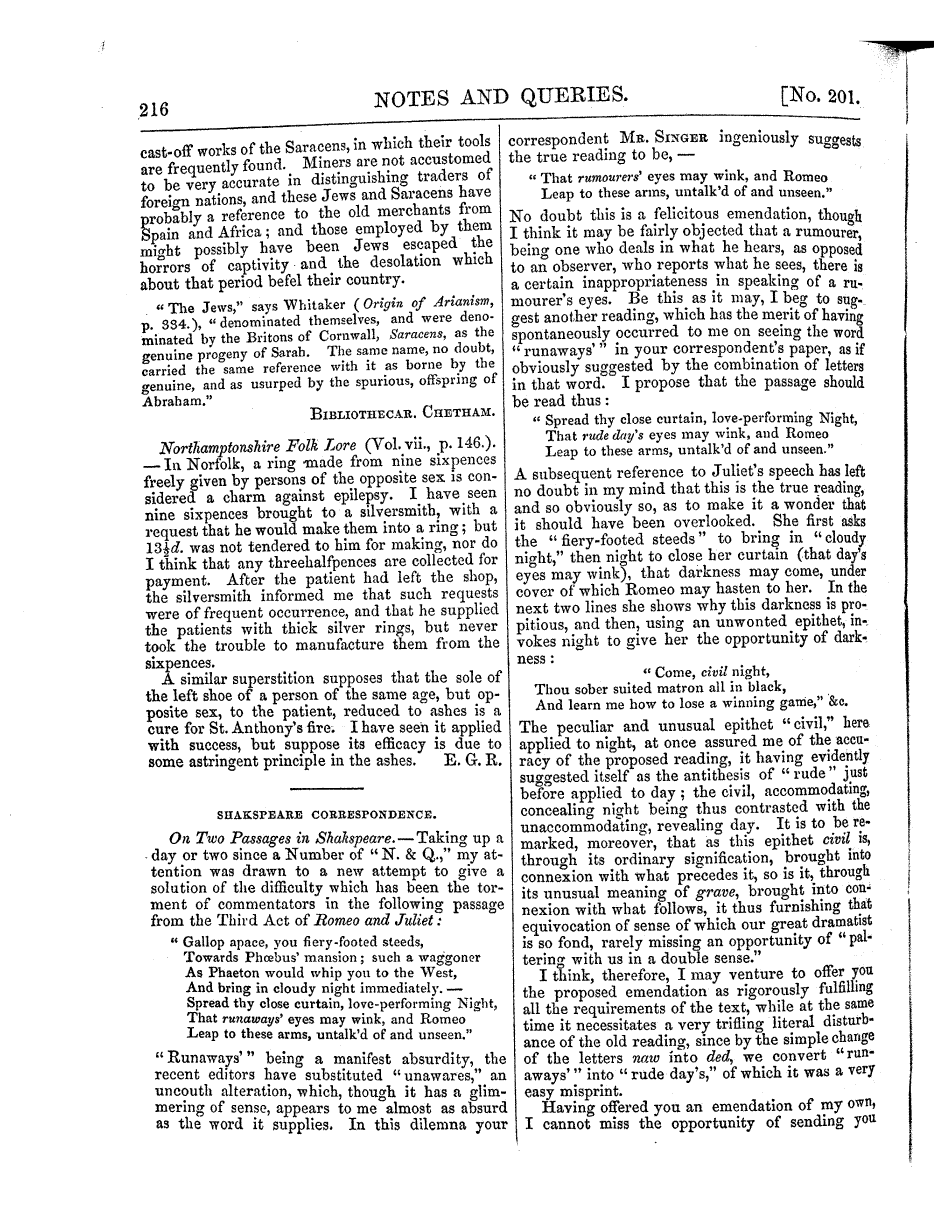 216
NOTES AND QUERIES.
[No. 201.
cast-off works of the Saracens, in which their tools
are frequently found. Miners are not accustomed
to be very accurate in distinguishing traders of
foreign nations, and these Jews and Saracens have
probably a reference to the old merchants from
Spain and Africa; and those employed by them
might possibly have been Jews escaped the
horrors of captivity and the desolation which
about that period befel their country.
"The Jews," says Whitaker (Origin of Arianism,
p. 334.), "denominated themselves, and were deno-
minated by the Britons of Cornwall, Saracens, as the
genuine progeny of Sarah. The same name, no doubt,
carried the same reference with it as borne by the
genuine, and as usurped by the spurious, offspring of
Abraham."
BIBLIOTHECAR. CHETHAM.
Northamptonshire Folk Lore (Vol. vii., p. 146.).
— In Norfolk, a ring made from nine sixpences
freely given by persons of the opposite sex is con-
sidered a charm against epilepsy. I have seen
nine sixpences brought to a silversmith, with a
request that he would make them into a ring; but
13½d. was not tendered to him for making, nor do
I think that any threehalfpences are collected for
payment. After the patient had left the shop,
the silversmith informed me that such requests
were of frequent occurrence, and that he supplied
the patients with thick silver rings, but never
took the trouble to manufacture them from the
sixpences.
A similar superstition supposes that the sole of
the left shoe of a person of the same age, but op-
posite sex, to the patient, reduced to ashes is a
cure for St. Anthony's fire. I have seen it applied
with success, but suppose its efficacy is due to
some astringent principle in the ashes. E. G. R.
SHAKSPEARE CORRESPONDENCE.
On Two Passages in Shakspeare. — Taking up a
day or two since a Number of "N. & Q.," my at-
tention was drawn to a new attempt to give a
solution of the difficulty which has been the tor-
ment of commentators in the following passage
from the Third Act of Romeo and Juliet:
"Gallop apace, you fiery-footed steeds,
Towards Phœbus' mansion; such a waggoner
As Phaeton would whip you to the West,
And bring in cloudy night immediately. —
Spread thy close curtain, love-performing Night,
That runaways' eyes may wink, and Romeo
Leap to these arms, untalk'd of and unseen."
"Runaways'" being a manifest absurdity, the
recent editors have substituted "unawares," an
uncouth alteration, which, though it has a glim-
mering of sense, appears to me almost as absurd
as the word it supplies. In this dilemna your
correspondent MR. SINGER ingeniously suggests
the true reading to be, —
"That rumourers' eyes may wink, and Romeo
Leap to these arms, untalk'd of and unseen."
No doubt this is a felicitous emendation, though
I think it may be fairly objected that a rumourer,
being one who deals in what he hears, as opposed
to an observer, who reports what he sees, there is
a certain inappropriateness in speaking of a ru-
mourer's eyes. Be this as it may, I beg to sug-
gest another reading, which has the merit of having
spontaneously occurred to me on seeing the word
"runaways'" in your correspondent's paper, as if
obviously suggested by the combination of letters
in that word. I propose that the passage should
be read thus:
"Spread thy close curtain, love-performing Night,
That rude day's eyes may wink, and Romeo
Leap to these arms, untalk'd of and unseen."
A subsequent reference to Juliet's speech has left
no doubt in my mind that this is the true reading,
and so obviously so, as to make it a wonder that
it should have been overlooked. She first asks
the "fiery-footed steeds" to bring in "cloudy
night," then night to close her curtain (that day's
eyes may wink), that darkness may come, under
cover of which Romeo may hasten to her. In the
next two lines she shows why this darkness is pro-
pitious, and then, using an unwonted epithet, in-
vokes night to give her the opportunity of dark-
ness:
"Come, civil night,
Thou sober suited matron all in black,
And learn me how to lose a winning game," &c.
The peculiar and unusual epithet "civil," here
applied to night, at once assured me of the accu-
racy of the proposed reading, it having evidently
suggested itself as the antithesis of "rude" just
before applied to day; the civil, accommodating,
concealing night being thus contrasted with the
unaccommodating, revealing day. It is to be re-
marked, moreover, that as this epithet civil is,
through its ordinary signification, brought into
connexion with what precedes it, so is it, through
its unusual meaning of grave, brought into con-
nexion with what follows, it thus furnishing that
equivocation of sense of which our great dramatist
is so fond, rarely missing an opportunity of "pal-
tering with us in a double sense."
I think, therefore, I may venture to offer you
the proposed emendation as rigorously fulfilling
all the requirements of the text, while at the same
time it necessitates a very trifling literal disturb-
ance of the old reading, since by the simple change
of the letters naw into ded, we convert "run-
aways'" into "rude day's," of which it was a very
easy misprint.
Having offered you an emendation of my own,
I cannot miss the opportunity of sending you